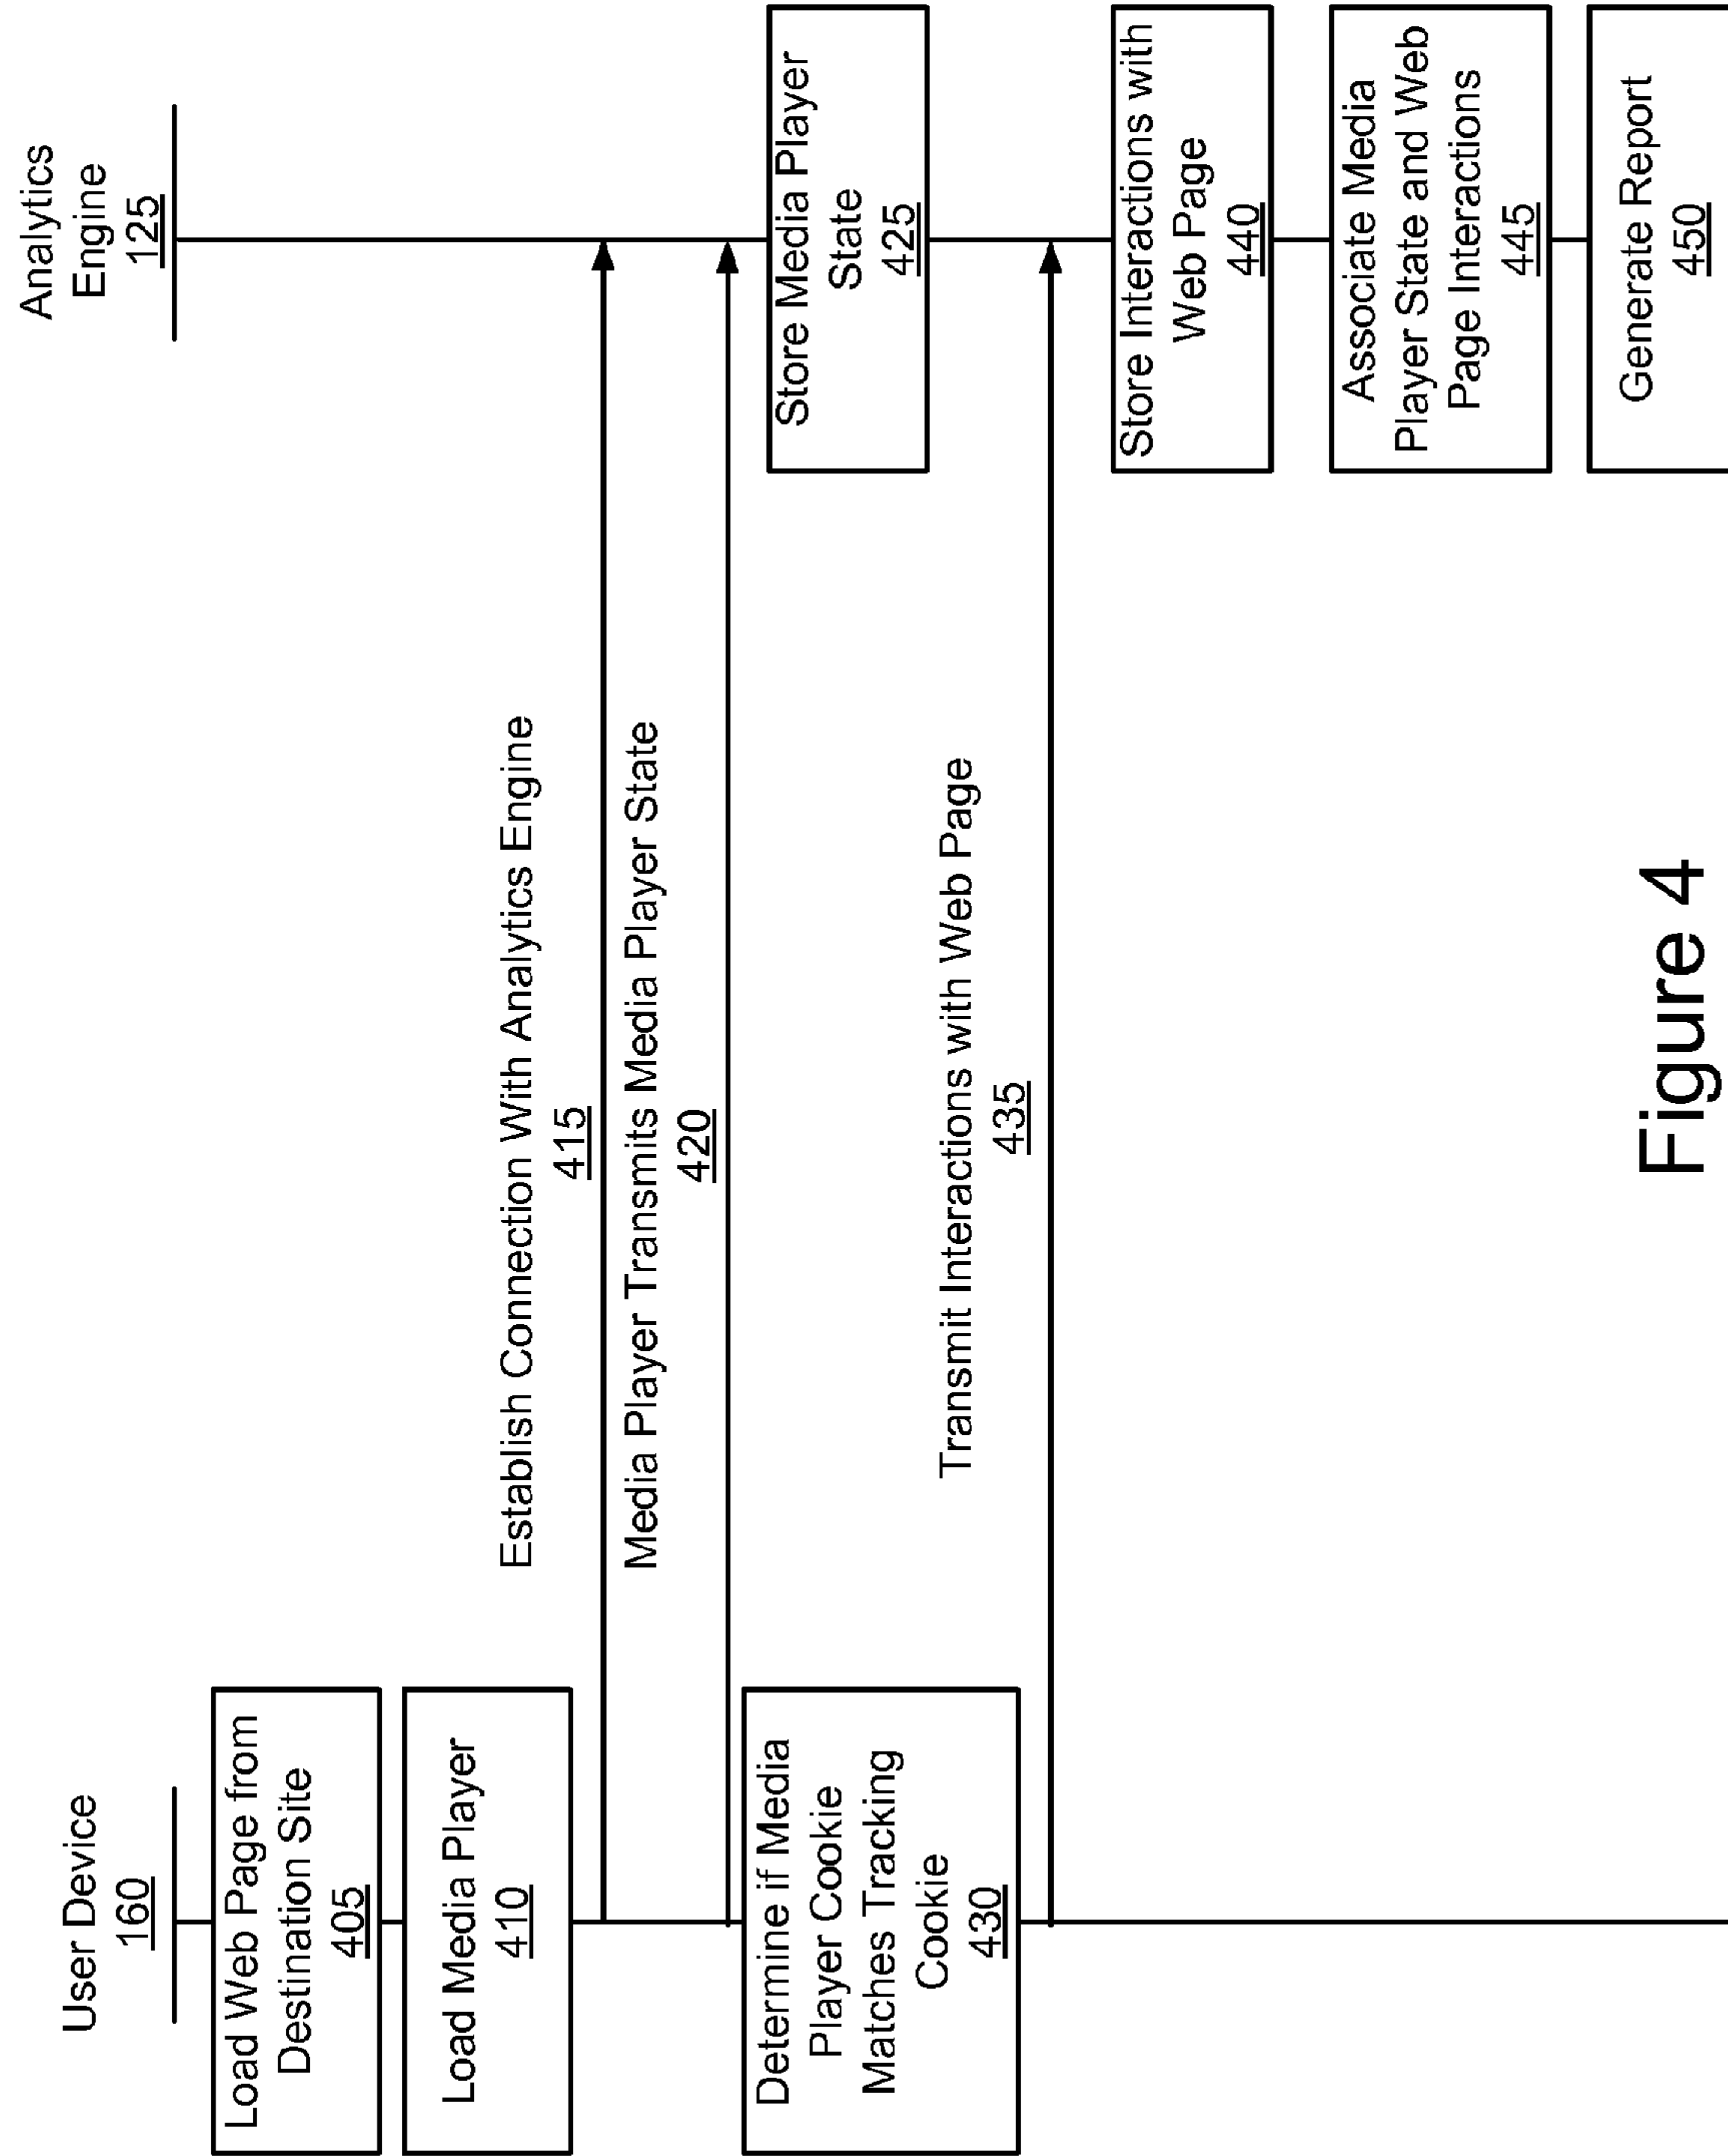 User Device
160
Analytics
Engine
125
Load Web Page from
Destination Site
405
Load Media Player
410
Establish Connection With Analytics Engine
415
Media Player Transmits Media Player State
420
Store Media Player
State
425
Determine if Media
Player Cookie
Matches Tracking
Cookie
430
Transmit Interactions with Web Page
435
Store Interactions with
Web Page
440
Associate Media
Player State and Web
Page Interactions
445
Generate Report
450
Figure 4